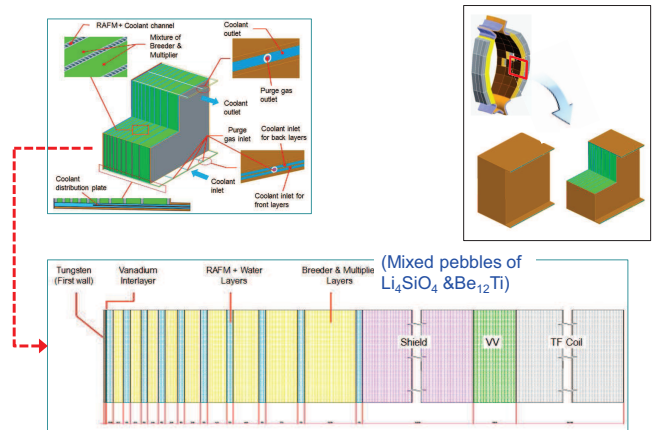 RAFM + Coolant channel
Mixture of
Breeder &
Multiplier
Coolant
outlet
Purge gas
outlet
Coolant
outlet
Purge
gas inlet
Coolant inlet
for back layers
Coolant
distribution plate
Coolant
inlet
Coolant inlet for
front layers
(Mixed pebbles of
Li₄SiO₄ &Be₁₂Ti)
Tungsten
(First wall)
Vanadium
Interlayer
RAFM + Water
Layers
Breeder & Multiplie
Layers
Shield
VV
TF Coil